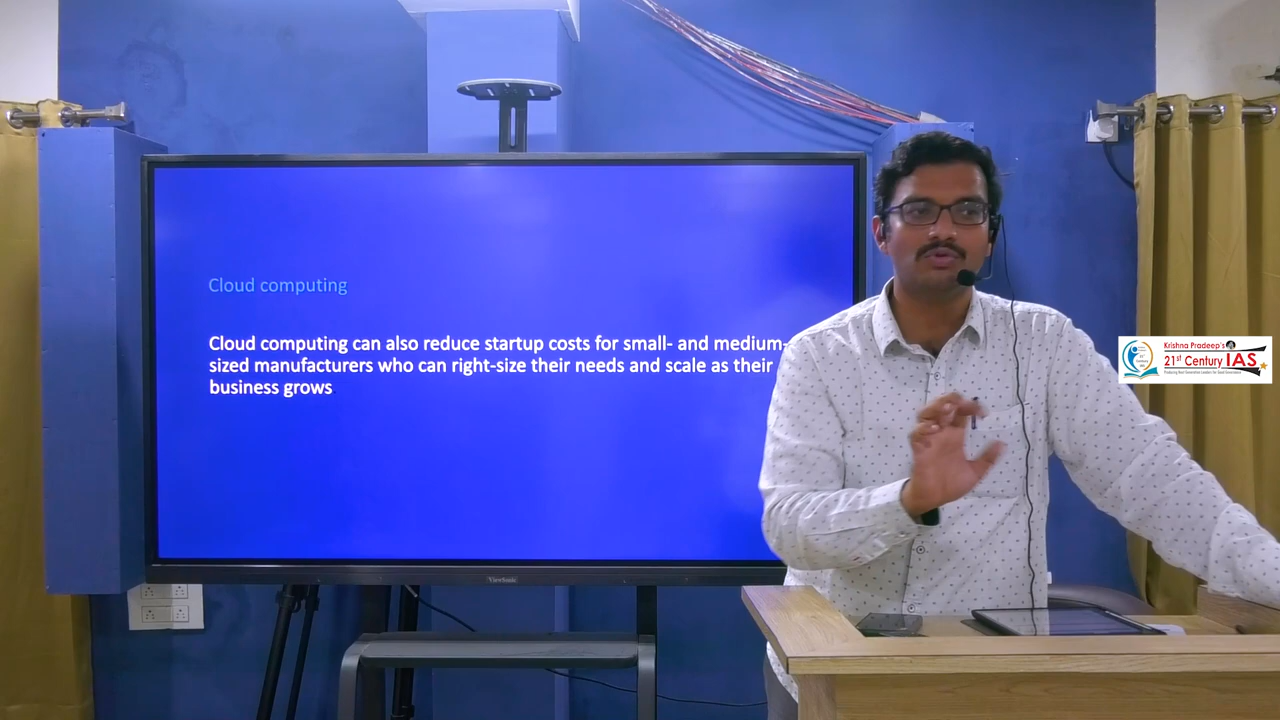 Cloud computing
Cloud computing can also reduce startup costs for small- and medium-
sized manufacturers who can right-size their needs and scale as their
business grows
ViewSonic
Krishna Pradeep's
21st Century IAS